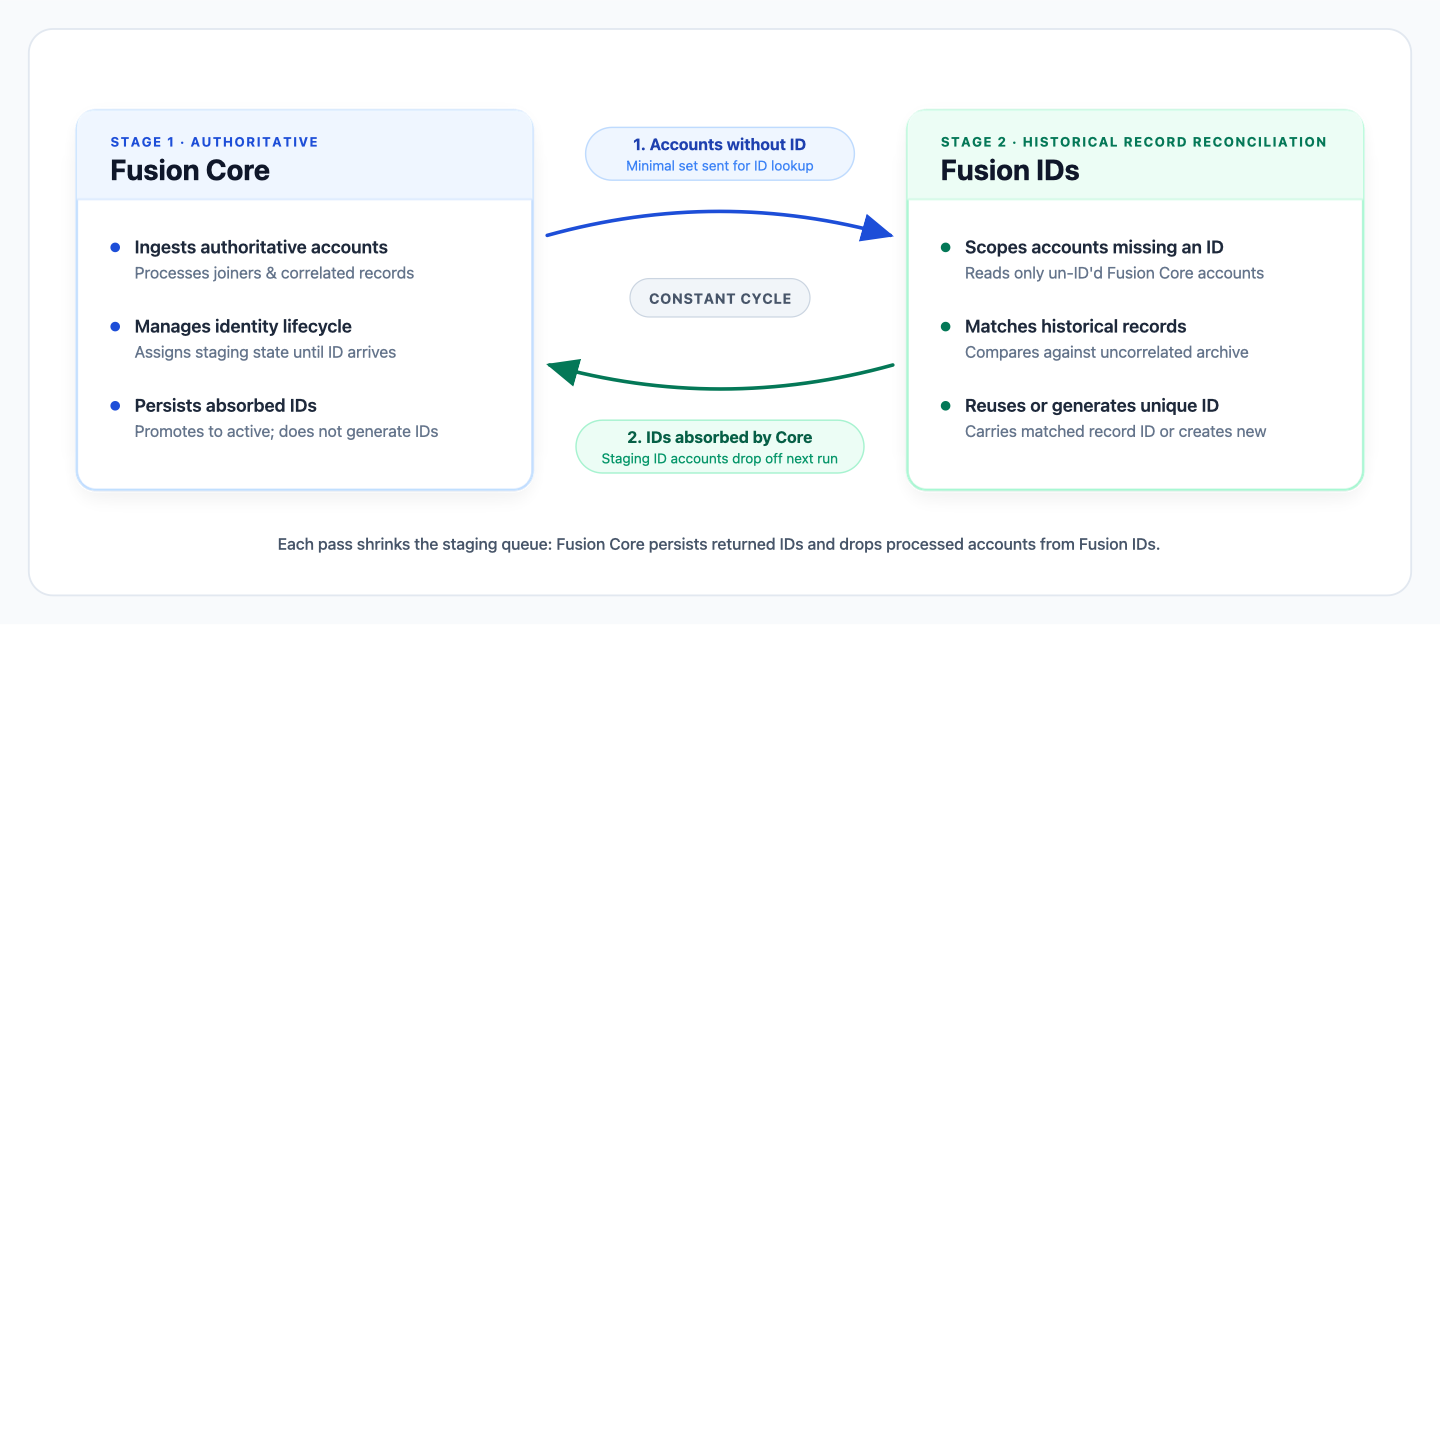 STAGE 1 · AUTHORITATIVE
Fusion Core
Ingests authoritative accounts
Processes joiners & correlated records
Manages identity lifecycle
Assigns staging state until ID arrives
Persists absorbed IDs
Promotes to active; does not generate IDs
1. Accounts without ID
Minimal set sent for ID lookup
CONSTANT CYCLE
2. IDs absorbed by Core
Staging ID accounts drop off next run
STAGE 2 · HISTORICAL RECORD RECONCILIATION
Fusion IDs
Scopes accounts missing an ID
Reads only un-ID'd Fusion Core accounts
Matches historical records
Compares against uncorrelated archive
Reuses or generates unique ID
Carries matched record ID or creates new
Each pass shrinks the staging queue: Fusion Core persists returned IDs and drops processed accounts from Fusion IDs.